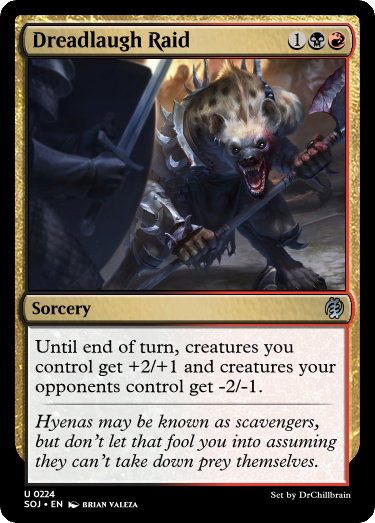 Dreadlaugh Raid 1
Sorcery
Until end of turn, creatures you
control get +2/+1 and creatures your
opponents control get -2/-1.
Hyenas may be known as scavengers,
but don't let that fool you into assuming
they can't take down prey themselves.
U 0224
SOJ • EN BRIAN VALEZA
Set by DrChillbrain